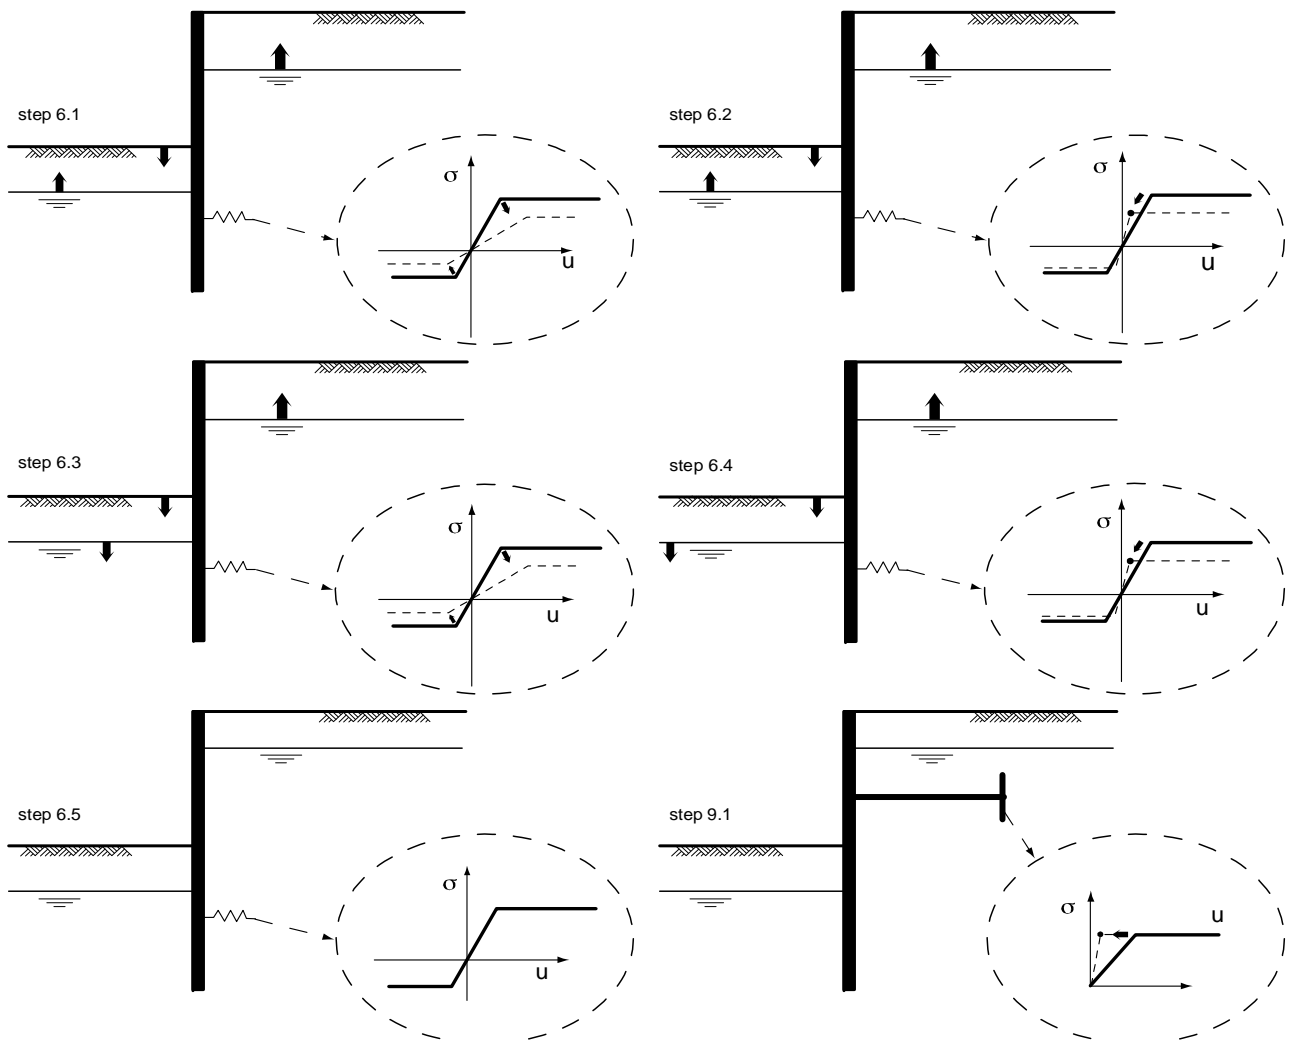 step 6.1
σ
u
step 6.2
σ
u
step 6.3
σ
u
step 6.4
σ
u
step 6.5
σ
u
step 9.1
σ
u